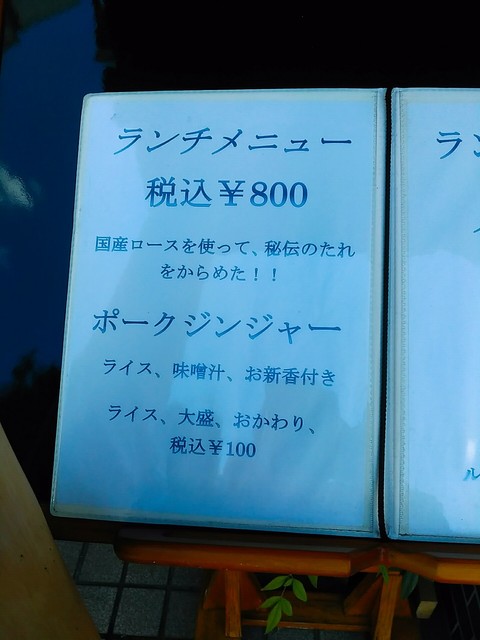 ランチメニュー
税込￥800
国産ロースを使って、秘伝のたれ
をからめた！！
ポークジンジャー
ライス、味噌汁、お新香付き
ライス、大盛、おかわり、
税込￥100
ラン
ル